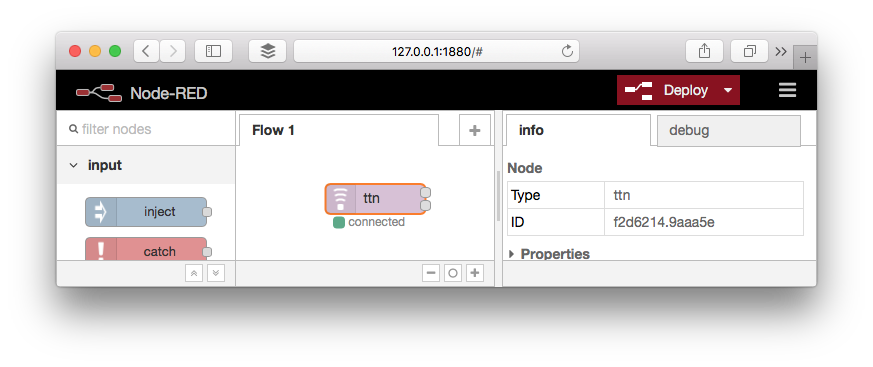 127.0.0.1:1880/#
Node-RED
Deploy
filter nodes
input
inject
catch
Flow 1
ttn
connected
info
debug
Node
Type ttn
ID f2d6214.9aaa5e
Properties